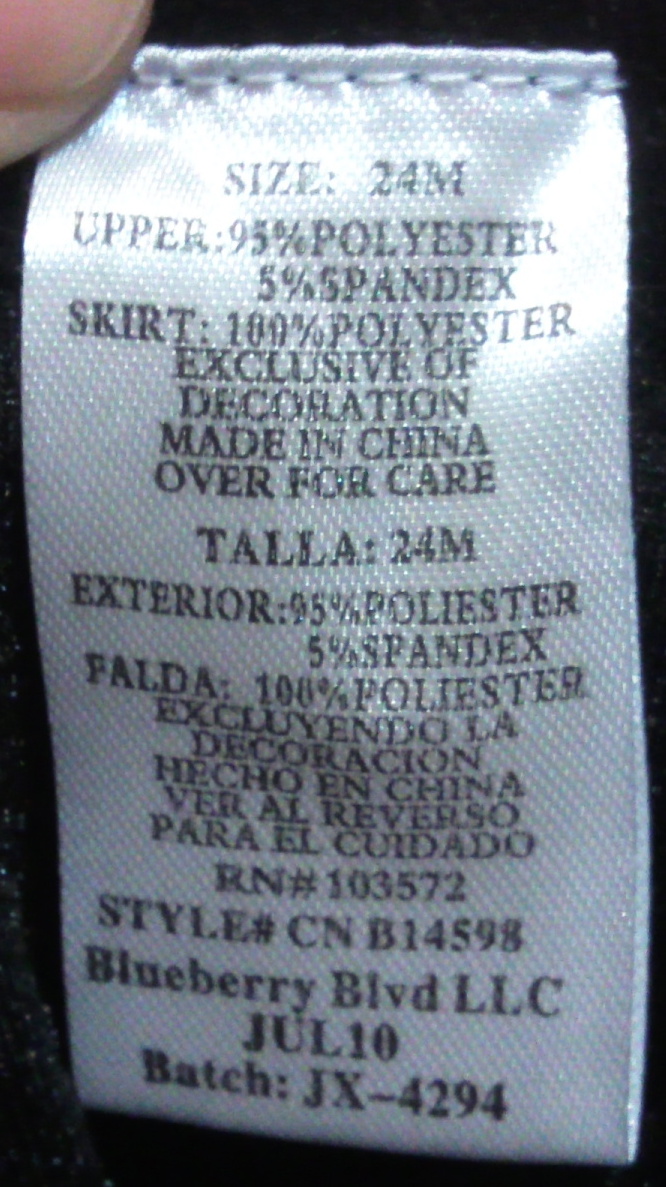 SIZE: 24M
UPPER:95%POLYESTER
5%SPANDEX
SKIRT: 100%POLYESTER
EXCLUSIVE OF
DECORATION
MADE IN CHINA
OVER FOR CARE
TALLA: 24M
EXTERIOR:95%POLIESTER
5%SPANDEX
FALDA: 100%POLIESTER
EXCLUYENDO LA
DECORACION
HECHO EN CHINA
VER AL REVERSO
PARA EL CUIDADO
RN#103572
STYLE# CN B14598
Blueberry Blvd LLC
JUL10
Batch: JX-4294